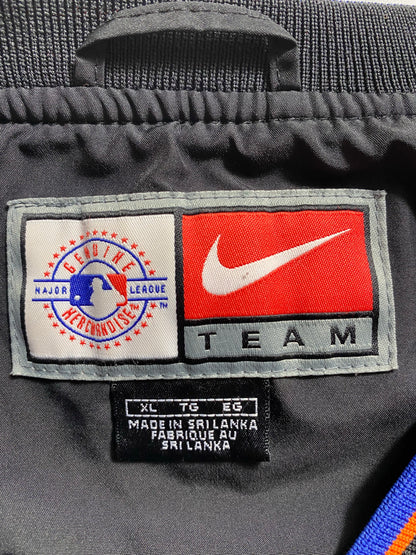 GENUINE
MAJOR LEAGUE
MERCHANDISE ™
TEAM
XL TG EG
MADE IN SRI LANKA
FABRIQUE AU
SRI LANKA